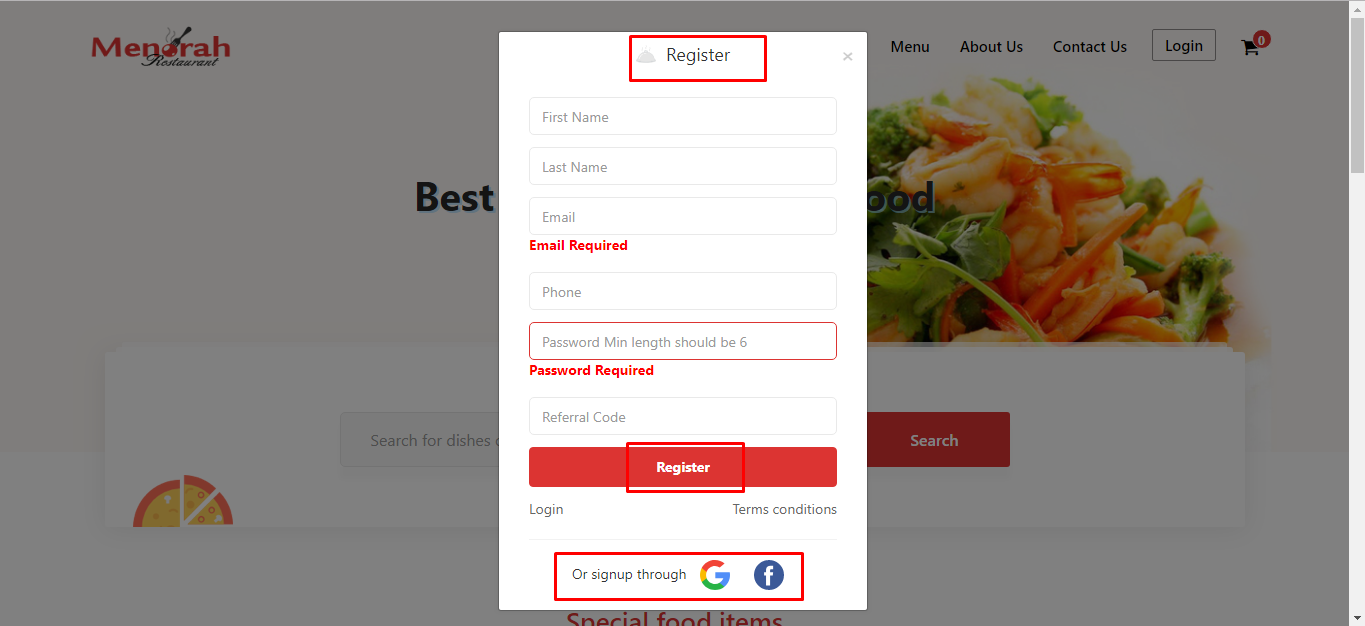 Menorah
Restaurant
Menu
About Us
Contact Us
Login
0
Register
×
First Name
Last Name
Email
Email Required
Phone
Password Min length should be 6
Password Required
Referral Code
Register
Login
Terms conditions
Or signup through
Best
ood
Search for dishes
Search
Special food items